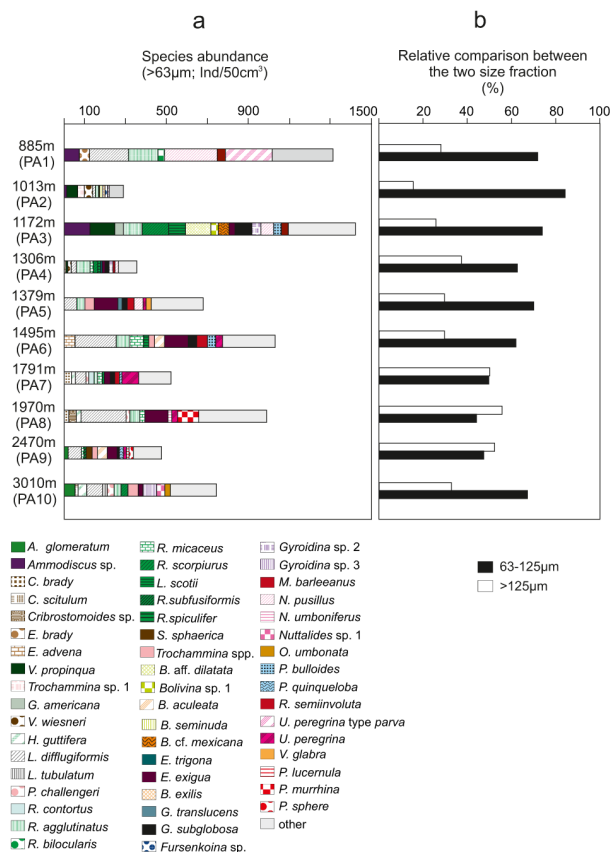 a
b
Species abundance
(>63µm; Ind/50cm³)
Relative comparison between
the two size fraction
(%)
100 500 900 1500
0 20 40 60 80 100
885m
(PA1)
1013m
(PA2)
1172m
(PA3)
1306m
(PA4)
1379m
(PA5)
1495m
(PA6)
1791m
(PA7)
1970m
(PA8)
2470m
(PA9)
3010m
(PA10)
A. glomeratum
Ammodiscus sp.
C. brady
C. scitulum
Cribrostomoides sp.
E. brady
E. advena
V. propinqua
Trochammina sp. 1
G. americana
V. wiesneri
H. guttifera
L. difflugiformis
L. tubulatum
P. challengeri
R. contortus
R. agglutinatus
R. bilocularis
R. micaceus
R. scorpiurus
L. scotii
R.subfusiformis
R.spiculifer
S. sphaerica
Trochammina spp.
B. aff. dilatata
Bolivina sp. 1
B. aculeata
B. seminuda
B. cf. mexicana
E. trigona
E. exigua
B. exilis
G. translucens
G. subglobosa
Fursenkoina sp.
Gyroidina sp. 2
Gyroidina sp. 3
M. barleeanus
N. pusillus
N. umboniferus
Nuttalides sp. 1
O. umbonata
P. bulloides
P. quinqueloba
R. semiinvoluta
U. peregrina type parva
U. peregrina
V. glabra
P. lucernula
P. murrhina
P. sphere
other
63-125µm
>125µm